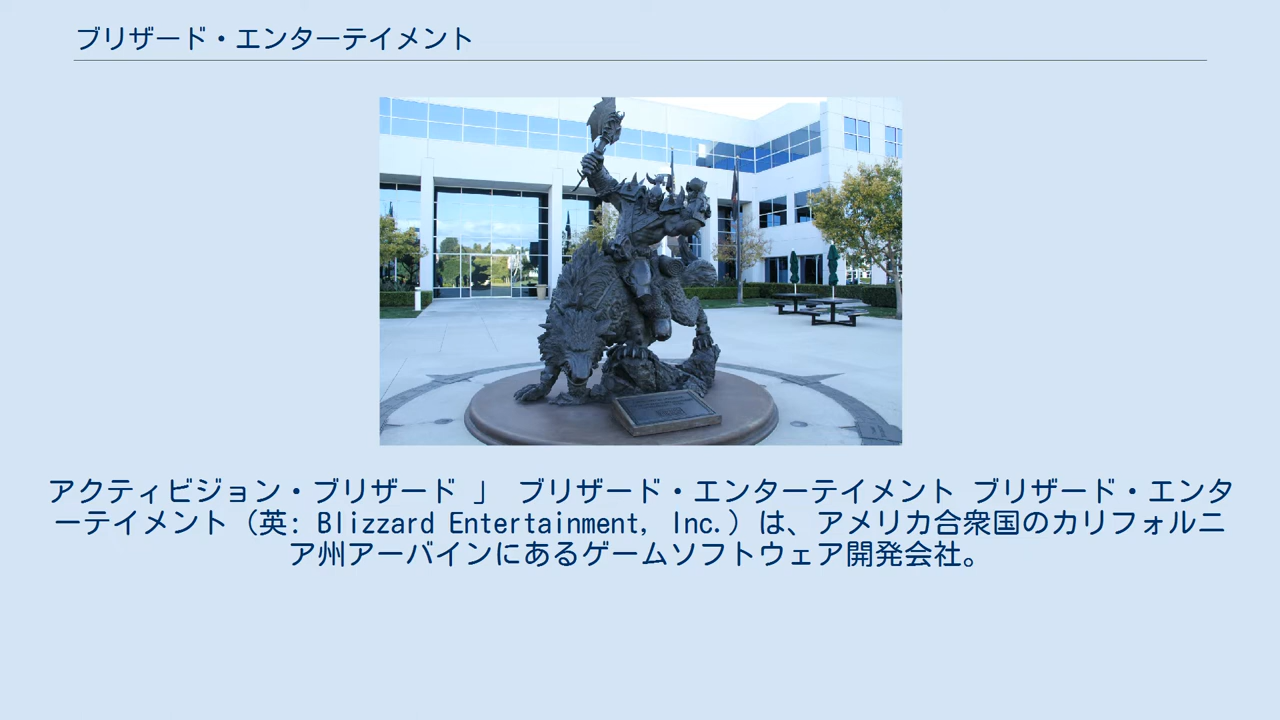 ブリザード・エンターテイメント
アクティビジョン・ブリザード 」 ブリザード・エンターテイメント ブリザード・エンタ
ーテイメント（英: Blizzard Entertainment, Inc.）は、アメリカ合衆国のカリフォルニ
ア州アーバインにあるゲームソフトウェア開発会社。